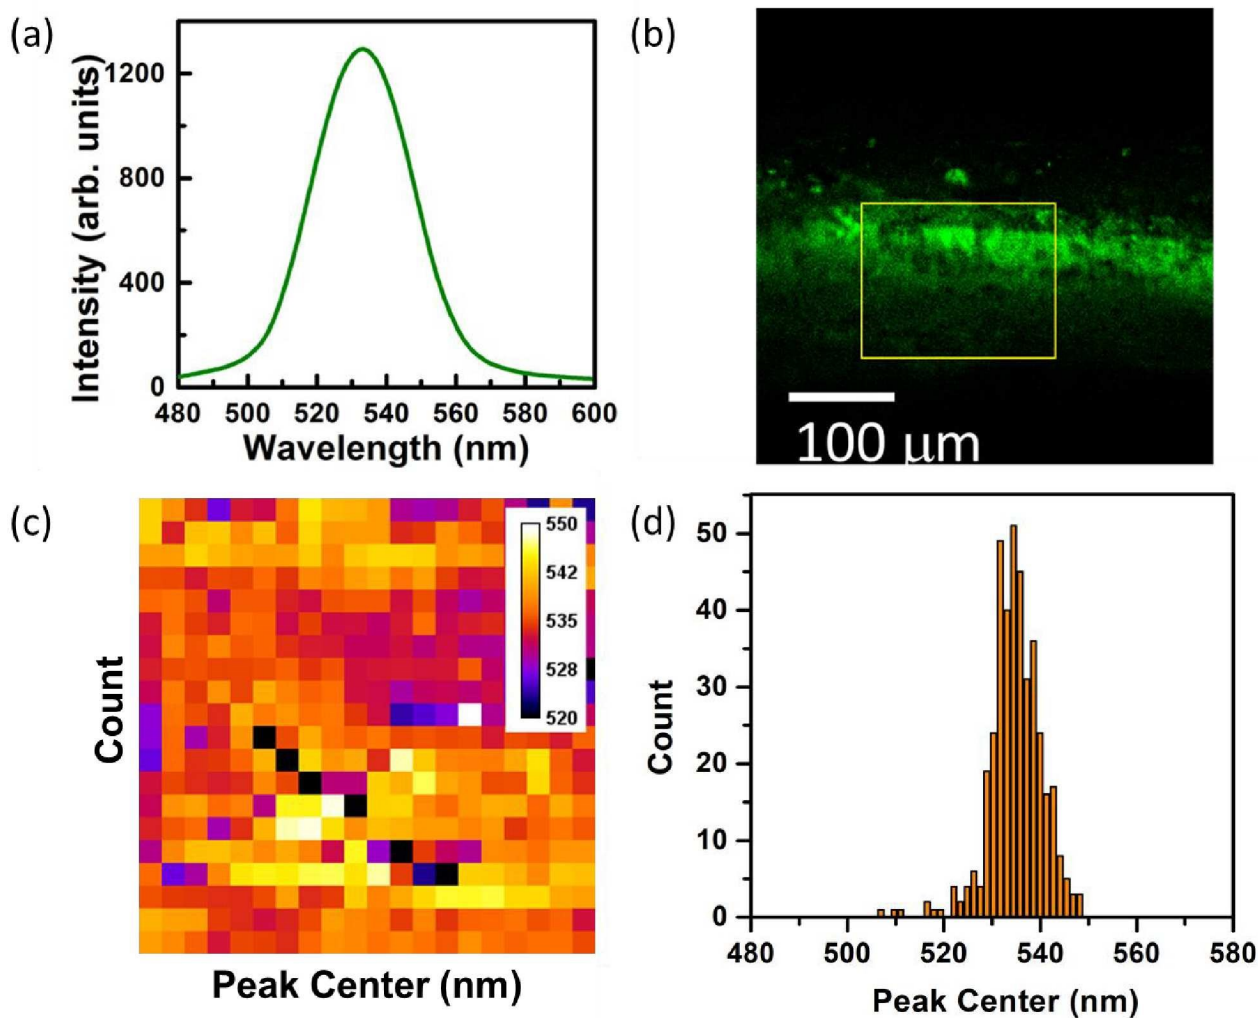 (a)
Intensity (arb. units)
1200
800
400
0
480 500 520 540 560 580 600
Wavelength (nm)
(b)
100 μm
(c)
Count
550
542
535
528
520
Peak Center (nm)
(d)
Count
50
40
30
20
10
0
480 500 520 540 560 580
Peak Center (nm)